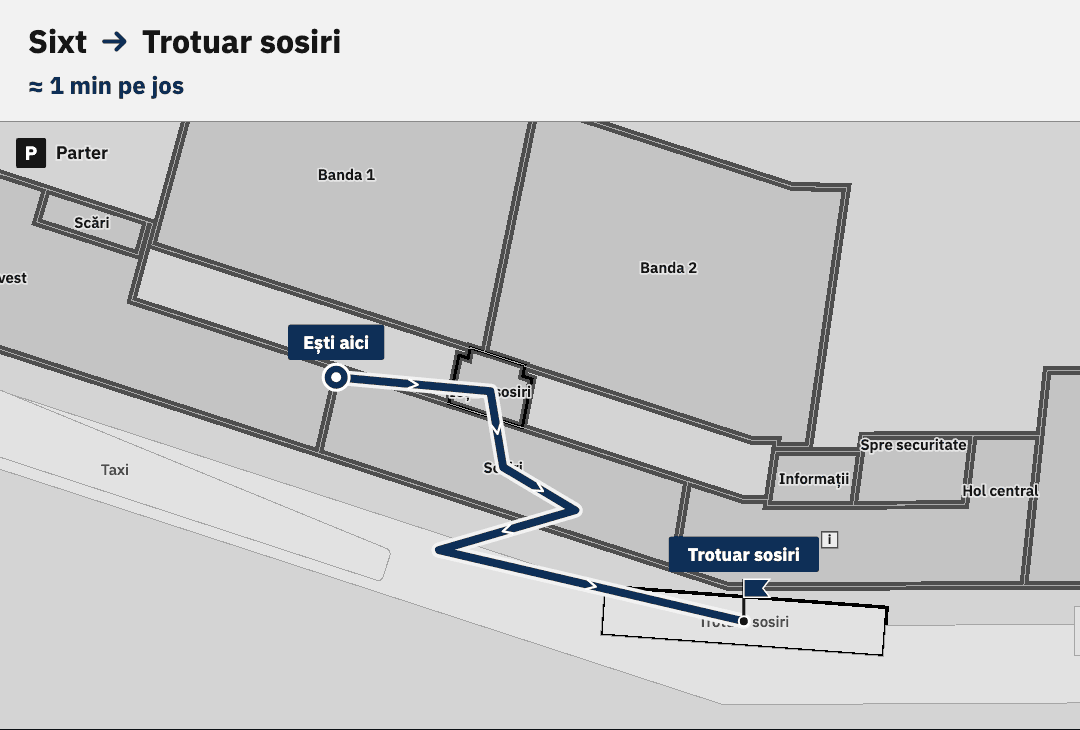 Sixt → Trotuar sosiri
≈ 1 min pe jos
P Parter
Banda 1
Scări
Banda 2
vest
Ești aici
sosiri
Spre securitate
Taxi
Informații
Hol central
i
Trotuar sosiri
sosiri